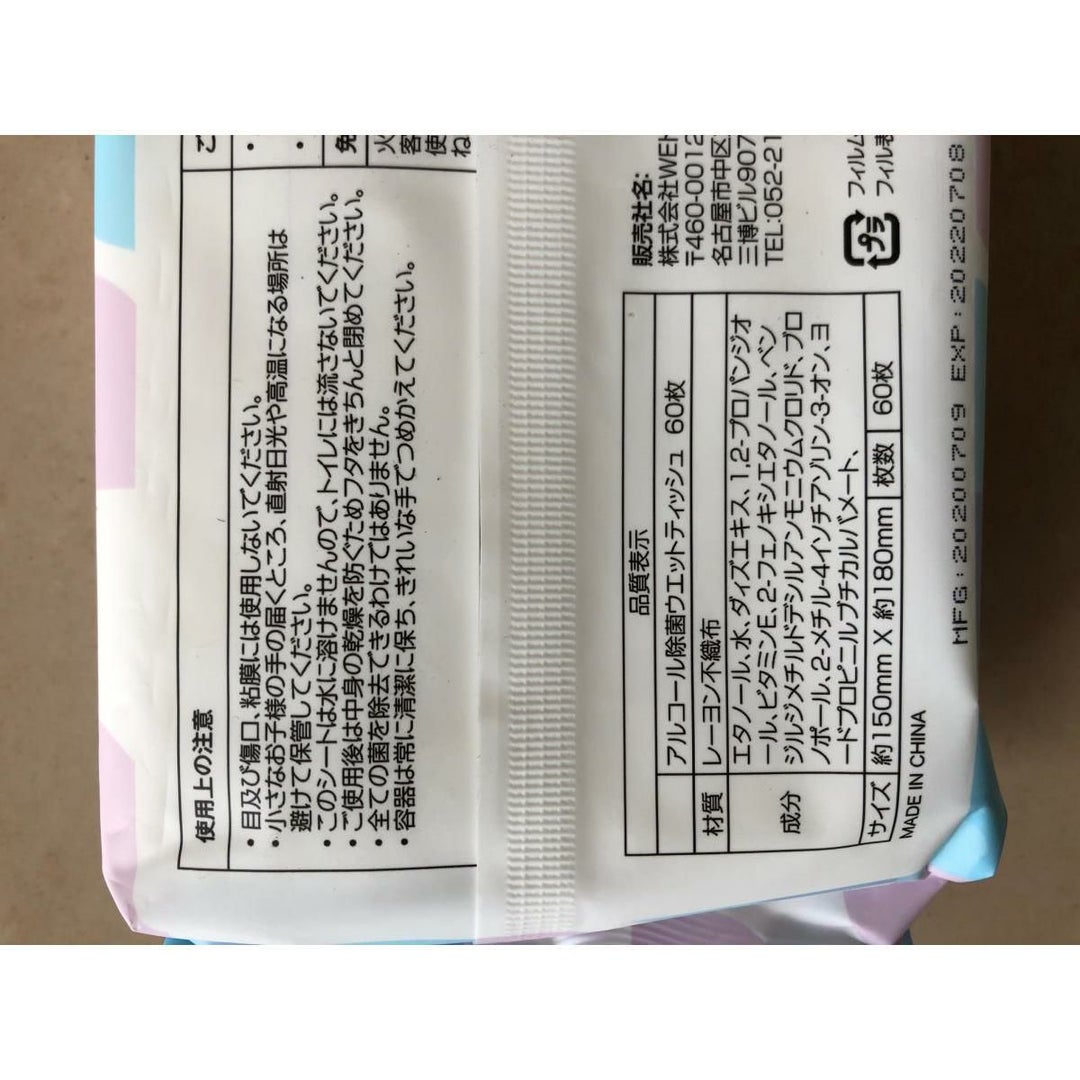 使用上の注意
・目及び傷口、粘膜には使用しないでください。
・小さなお子様の手の届くところ、直射日光や高温になる場所は
避けて保管してください。
・このシートは水に溶けませんので、トイレには流さないでください。
・ご使用後は中身の乾燥を防ぐためフタをきちんと閉めてください。
・全ての菌を除去できるわけではありません。
・容器は常に清潔に保ち、きれいな手でつめかえてください。
ご
・
・
免
火
客
使
ね
品質表示
アルコール除菌ウエットティッシュ 60枚
材質 レーヨン不織布
成分 エタノール、水、ダイズエキス、1,2-プロパンジオ
ール、ビタミンE、2-フェノキシエタノール、ベン
ジルジメチルドデシルアンモニウムクロリド、ブロ
ノポール、2-メチル-4イソチアゾリン-3-オン、ヨ
ードプロピニルブチカルバメート、
サイズ 約150mm X 約180mm 枚数 60枚
MADE IN CHINA
販売社名:
株式会社WEI
〒460-0012
名古屋市中区
三博ビル907
TEL:052-21
プラ
フィルム
フィル表
MFG:20200709 EXP:20220708